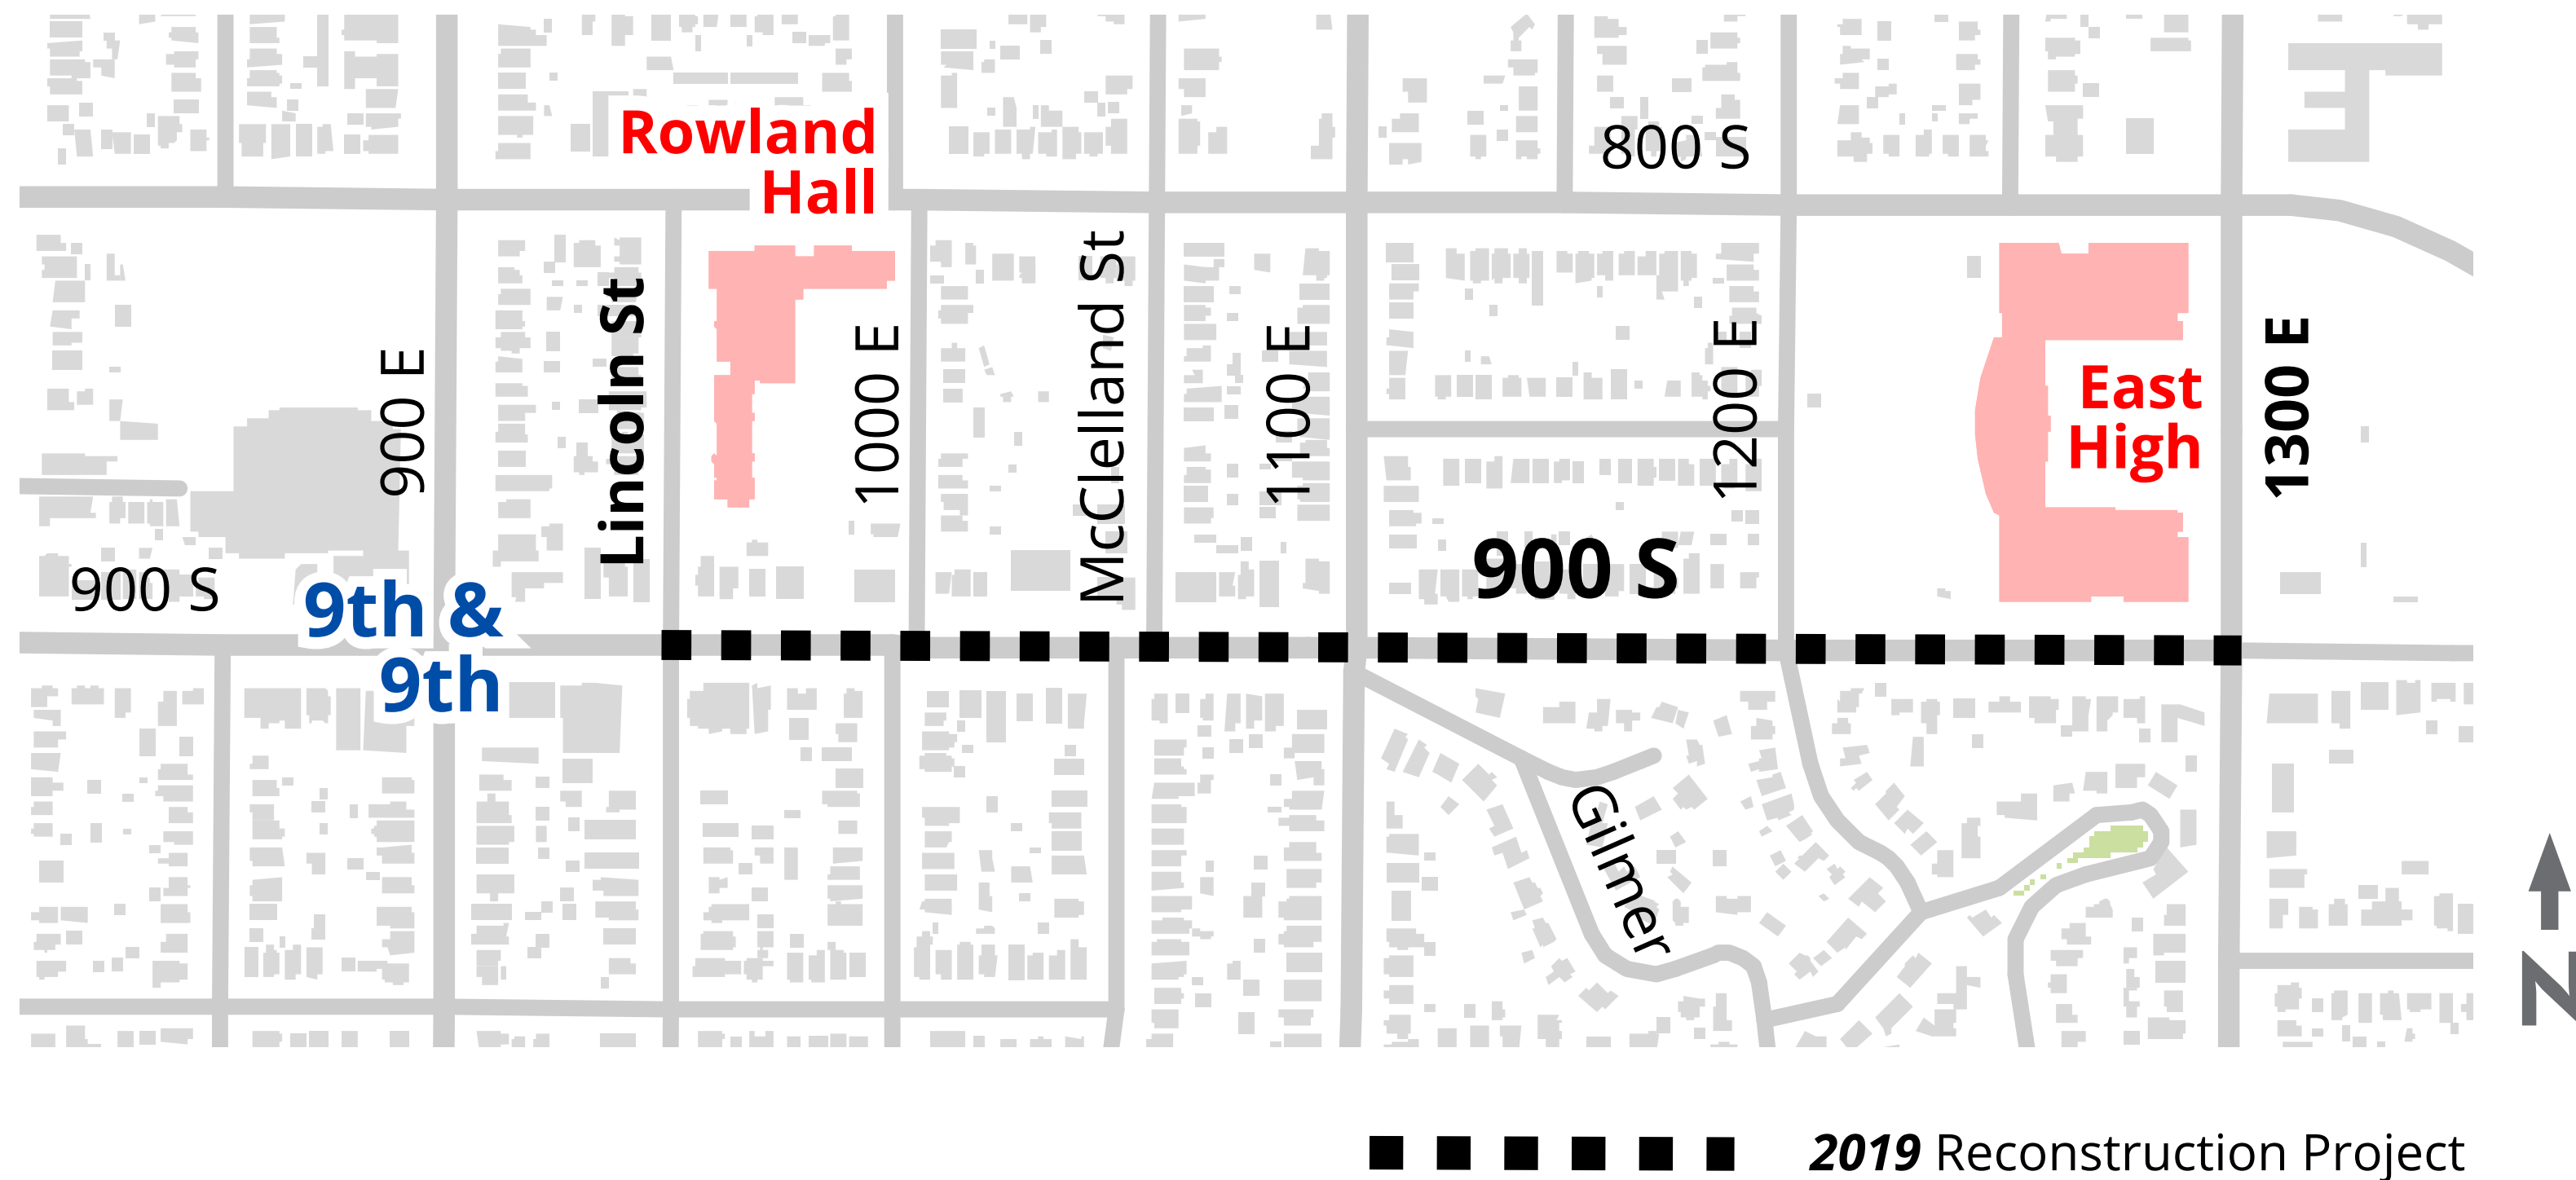 Rowland
Hall
800 S
900 E
Lincoln St
1000 E
McClelland St
1100 E
1200 E
East
High
1300 E
900 S
9th &
9th
900 S
Gilmer
N
2019 Reconstruction Project